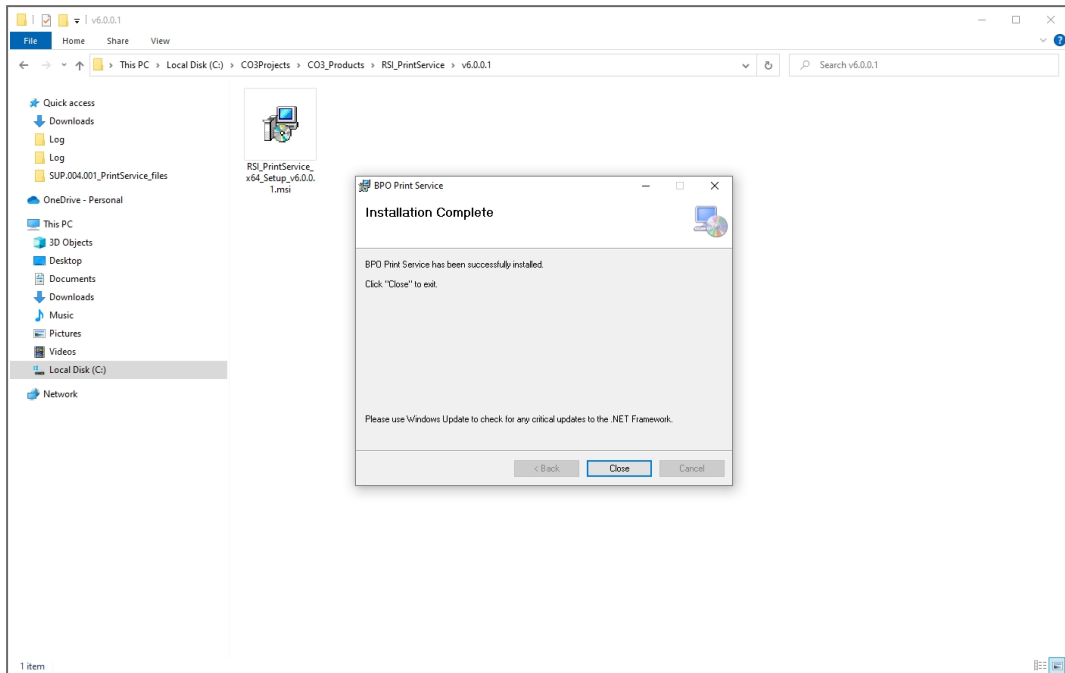 v6.0.0.1
File Home Share View
This PC > Local Disk (C:) > CO3Projects > CO3_Products > RSI_PrintService > v6.0.0.1
Search v6.0.0.1
Quick access
Downloads
Log
Log
SUP.004.001_PrintService_files
OneDrive - Personal
This PC
3D Objects
Desktop
Documents
Downloads
Music
Pictures
Videos
Local Disk (C:)
Network
RSI_PrintService_
x64_Setup_v6.0.0.
1.msi
BPO Print Service
Installation Complete
BPO Print Service has been successfully installed.
Click "Close" to exit.
Please use Windows Update to check for any critical updates to the .NET Framework.
< Back Close Cancel
1 item